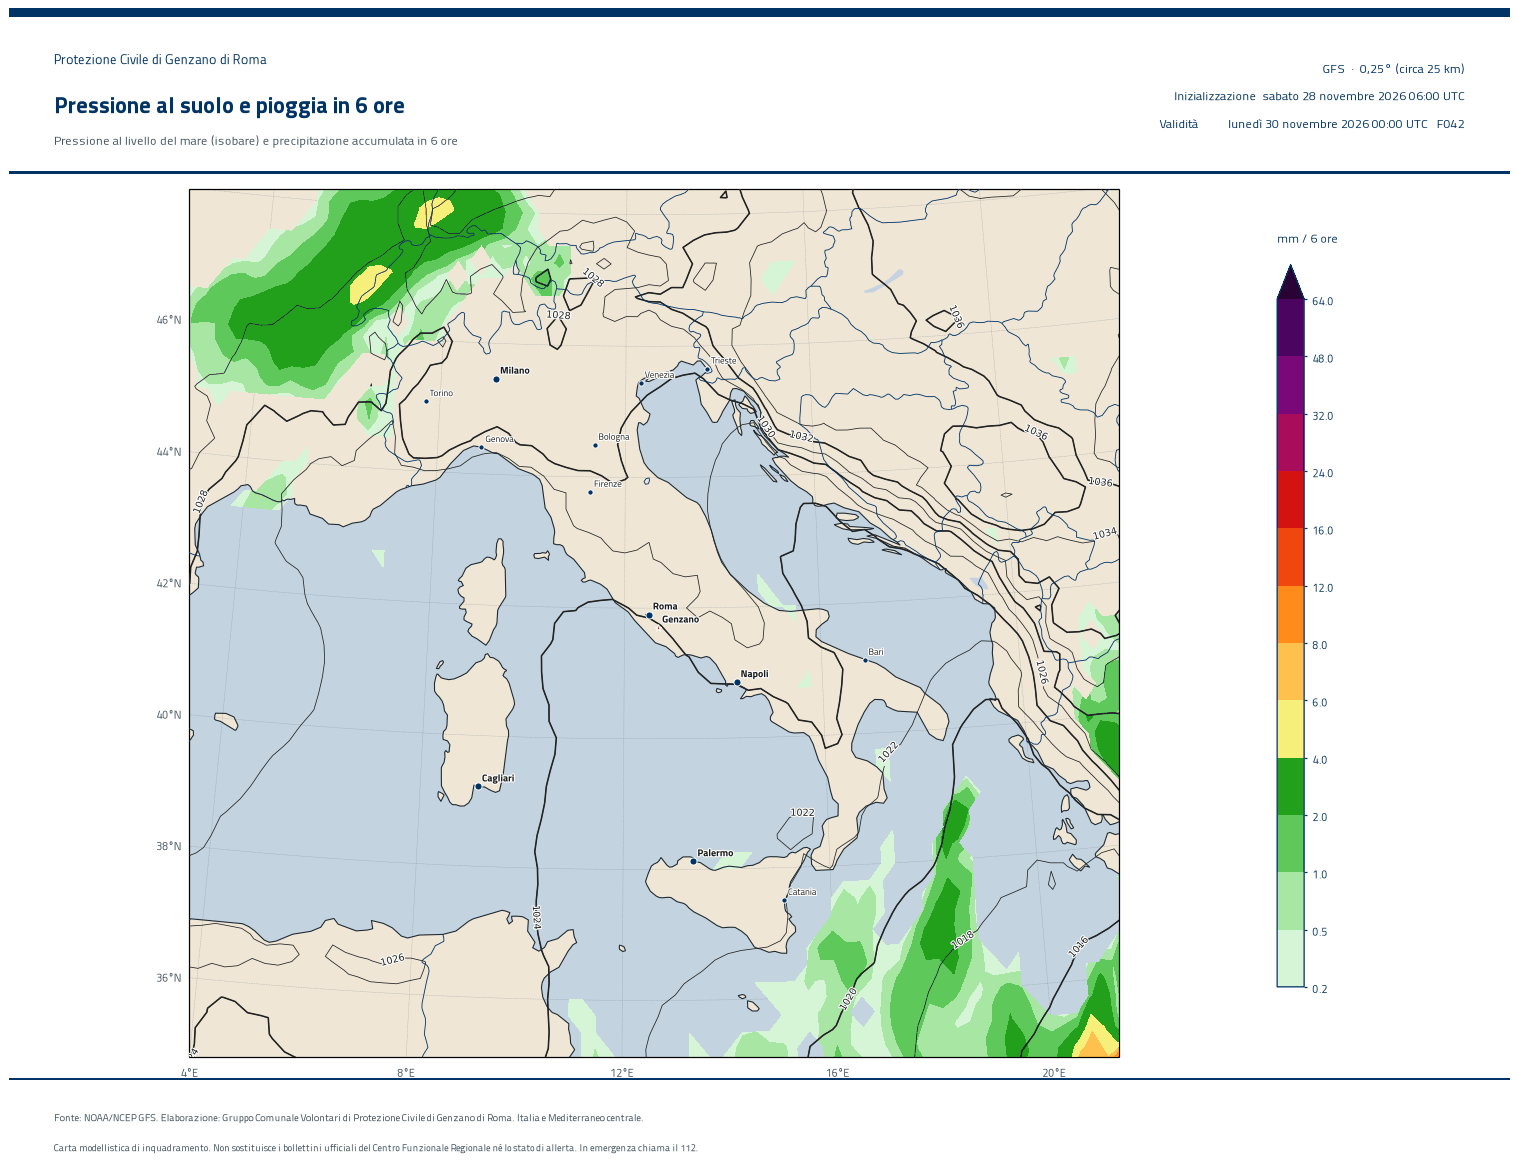 Protezione Civile di Genzano di Roma
Pressione al suolo e pioggia in 6 ore
Pressione al livello del mare (isobare) e precipitazione accumulata in 6 ore
GFS · 0,25° (circa 25 km)
Inizializzazione sabato 28 novembre 2026 06:00 UTC
Validità lunedì 30 novembre 2026 00:00 UTC F042
mm / 6 ore
64.0
48.0
32.0
24.0
16.0
12.0
8.0
6.0
4.0
2.0
1.0
0.5
0.2
46°N
44°N
42°N
40°N
38°N
36°N
4°E
8°E
12°E
16°E
20°E
1028
1028
1036
Trieste
Venezia
Milano
Torino
1030
1032
1036
Genova
Bologna
Firenze
1028
1036
1034
Roma
Genzano
Bari
1026
Napoli
1022
Cagliari
1022
Palermo
Catania
1024
1018
1016
1026
1020
4
Fonte: NOAA/NCEP GFS. Elaborazione: Gruppo Comunale Volontari di Protezione Civile di Genzano di Roma. Italia e Mediterraneo centrale.
Carta modellistica di inquadramento. Non sostituisce i bollettini ufficiali del Centro Funzionale Regionale né lo stato di allerta. In emergenza chiama il 112.